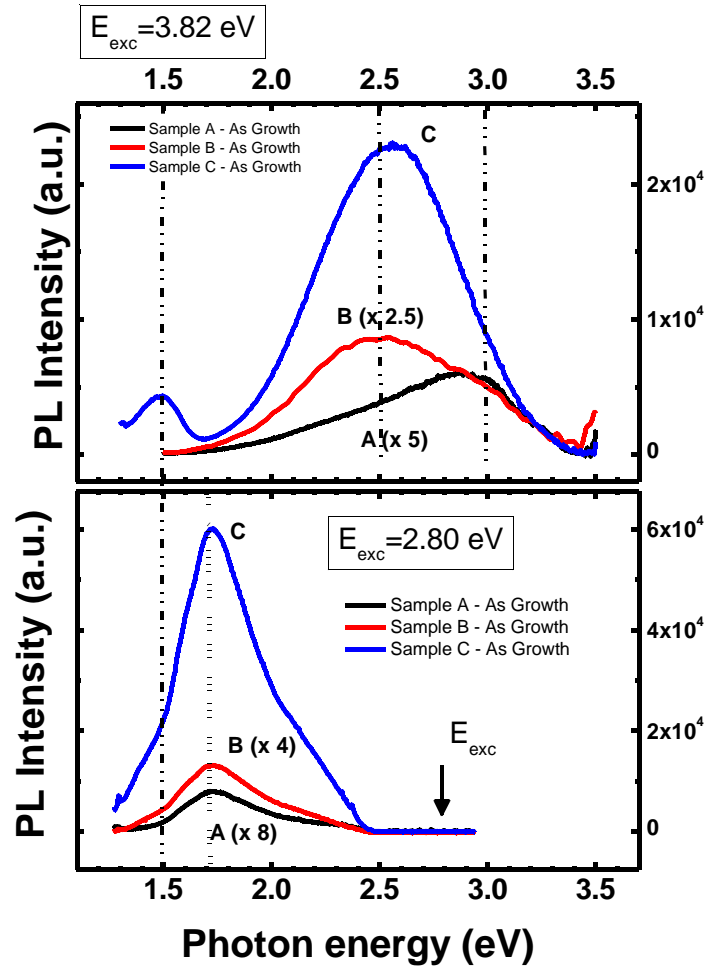 E_exc=3.82 eV
1.5 2.0 2.5 3.0 3.5
Sample A - As Growth
Sample B - As Growth
Sample C - As Growth
C
B (x 2.5)
A (x 5)
2x10^4
1x10^4
0
PL Intensity (a.u.)
E_exc=2.80 eV
C
Sample A - As Growth
Sample B - As Growth
Sample C - As Growth
B (x 4)
A (x 8)
E_exc
6x10^4
4x10^4
2x10^4
0
PL Intensity (a.u.)
1.5 2.0 2.5 3.0 3.5
Photon energy (eV)